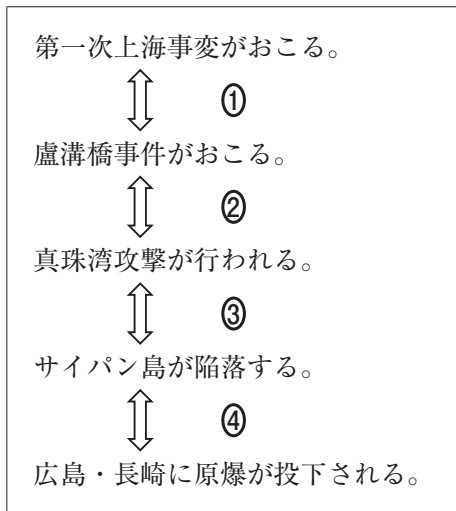 第一次上海事変がおこる。
①
盧溝橋事件がおこる。
②
真珠湾攻撃が行われる。
③
サイパン島が陥落する。
④
広島・長崎に原爆が投下される。